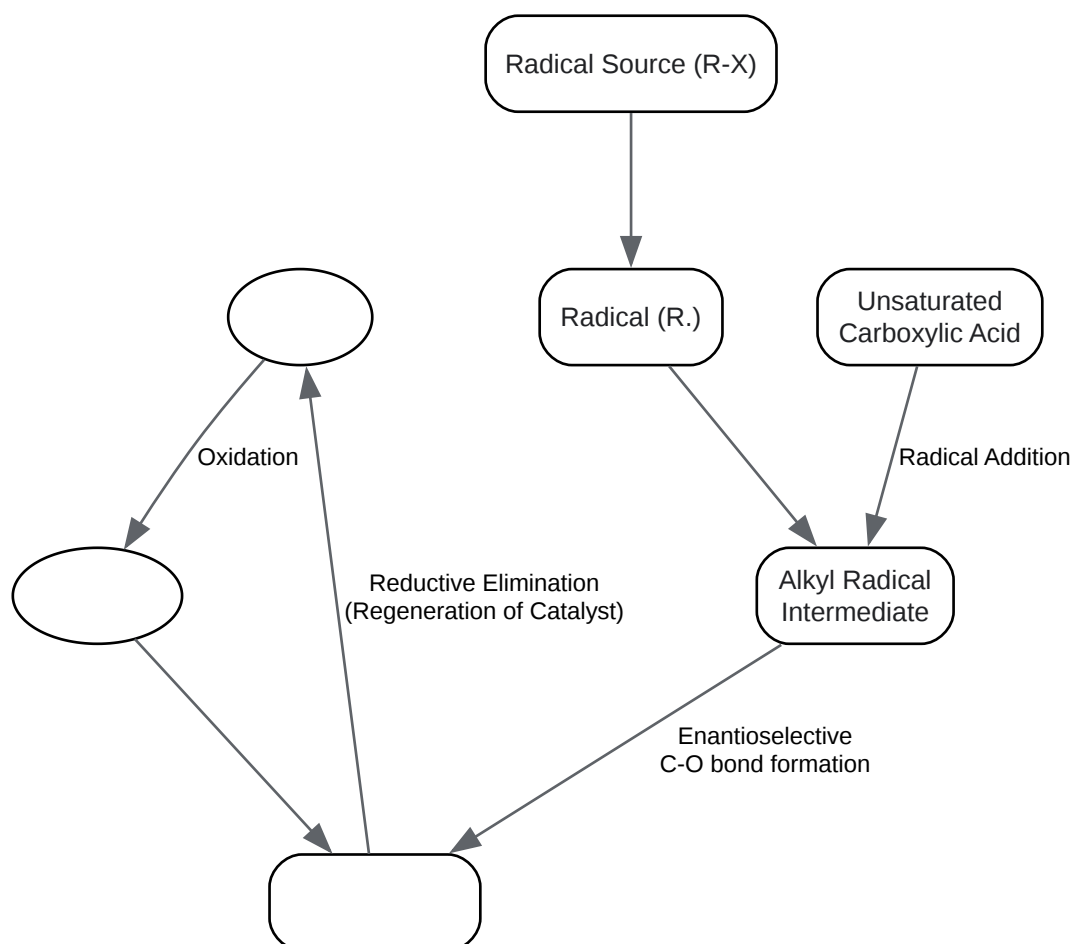 Radical Source (R-X)
Radical (R.)
Unsaturated
Carboxylic Acid
Oxidation
Radical Addition
Reductive Elimination
(Regeneration of Catalyst)
Alkyl Radical
Intermediate
Enantioselective
C-O bond formation